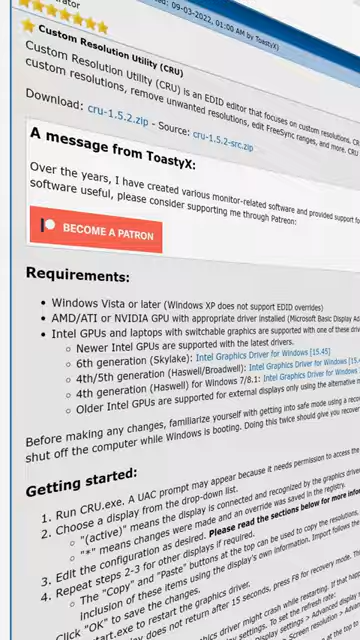 rator
ed: 09-03-2022, 01:00 AM by ToastyX)
Custom Resolution Utility (CRU)
Custom Resolution Utility (CRU) is an EDID editor that focuses on custom resolutions. CR
custom resolutions, remove unwanted resolutions, edit FreeSync ranges, and more. CRU
Download: cru-1.5.2.zip - Source: cru-1.5.2-src.zip
A message from ToastyX:
Over the years, I have created various monitor-related software and provided support fo
software useful, please consider supporting me through Patreon:
BECOME A PATRON
Requirements:
• Windows Vista or later (Windows XP does not support EDID overrides)
• AMD/ATI or NVIDIA GPU with appropriate driver installed (Microsoft Basic Display Ad
• Intel GPUs and laptops with switchable graphics are supported with one of these driv
○ Newer Intel GPUs are supported with the latest drivers.
○ 6th generation (Skylake): Intel Graphics Driver for Windows [15.45]
○ 4th/5th generation (Haswell/Broadwell): Intel Graphics Driver for Windows [15.4
○ 4th generation (Haswell) for Windows 7/8.1: Intel Graphics Driver for Windows
○ Older Intel GPUs are supported for external displays only using the alternative m
Before making any changes, familiarize yourself with getting into safe mode using a reco
shut off the computer while Windows is booting. Doing this twice should give you recover
Getting started:
1. Run CRU.exe. A UAC prompt may appear because it needs permission to access the
2. Choose a display from the drop-down list.
○ "(active)" means the display is connected and recognized by the graphics driver
○ "*" means changes were made and an override was saved in the registry.
3. Edit the configuration as desired. Please read the sections below for more infor
4. Repeat steps 2-3 for other displays if required.
○ The "Copy" and "Paste" buttons at the top can be used to copy the resolutions,
inclusion of these items using the display's own information. Import follows the
Click "OK" to save the changes.
start.exe to restart the graphics driver.
play does not return after 15 seconds, press F8 for recovery mode. Th
graphics driver might crash while restarting. If that hap
ay settings. To set the refresh rate:
display settings > Advanced display
Screen resolution > Adva